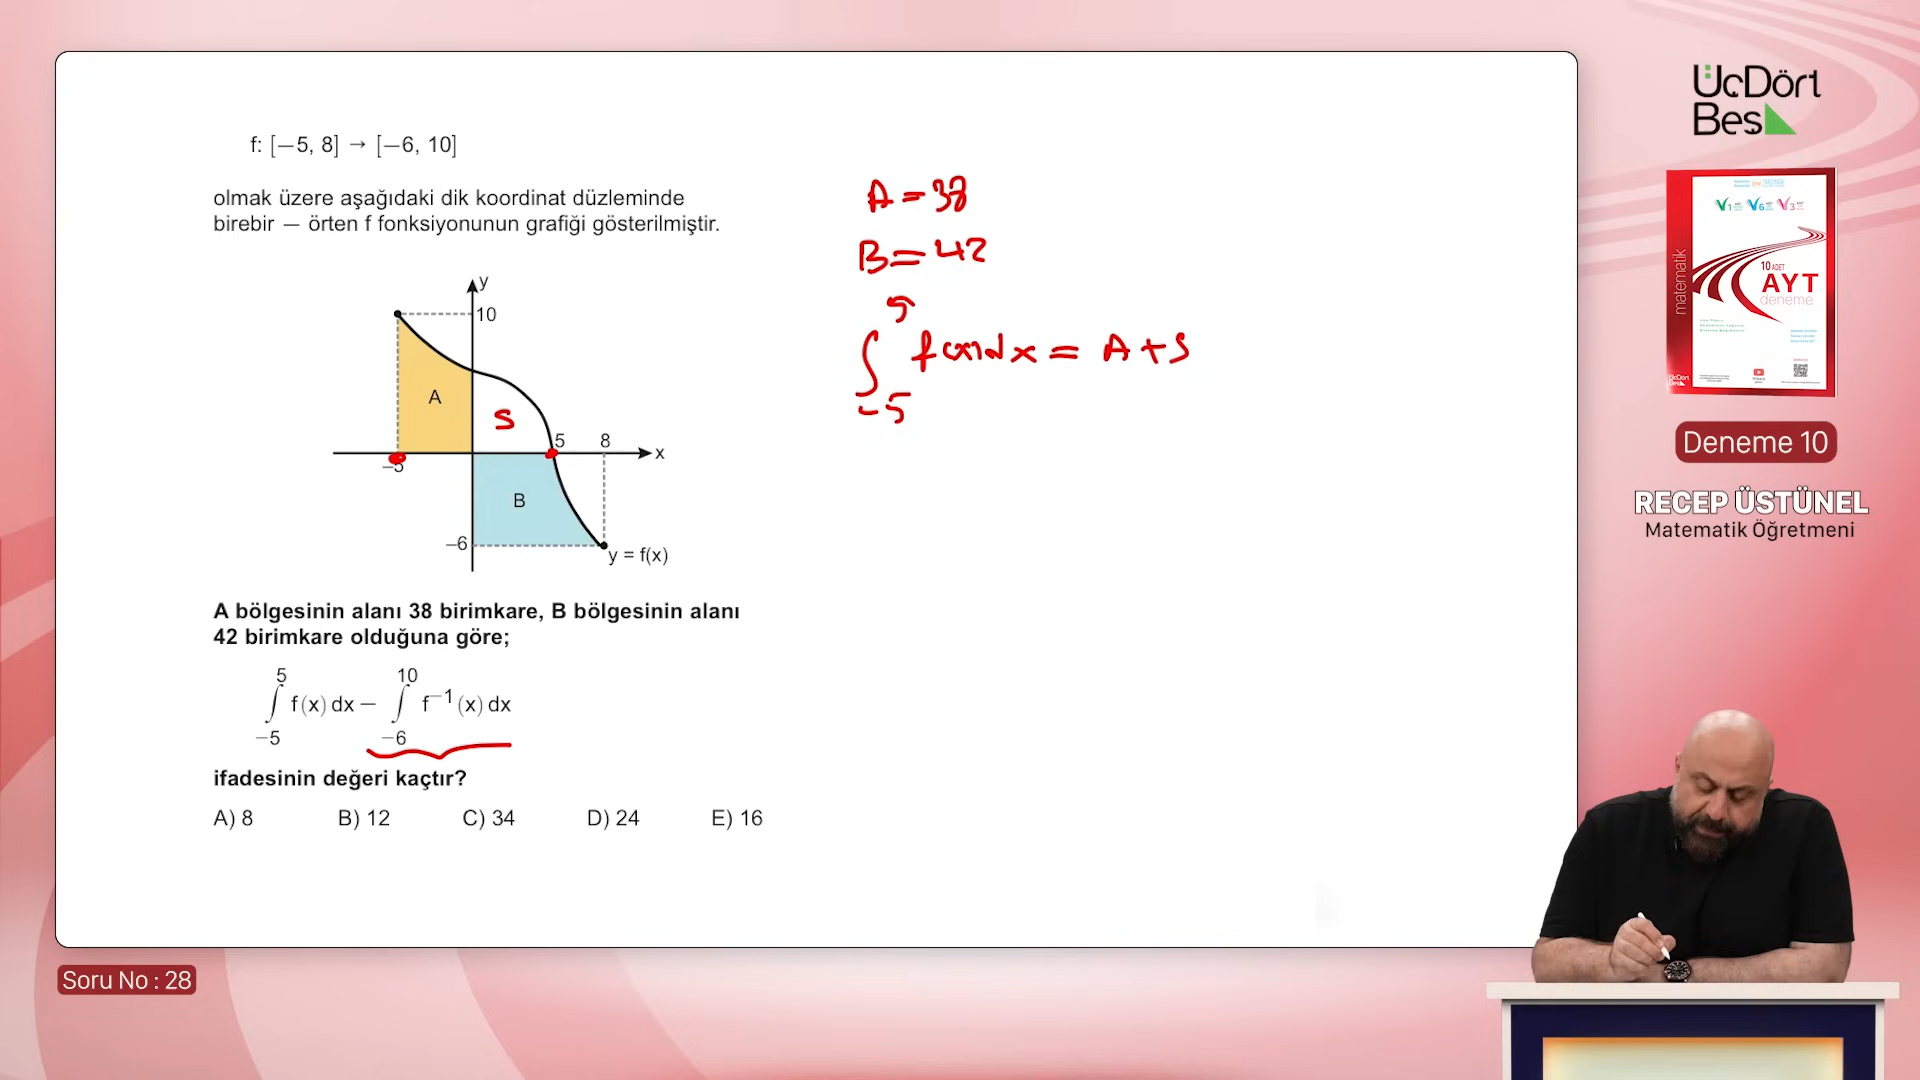 f: [−5, 8] → [−6, 10]
olmak üzere aşağıdaki dik koordinat düzleminde
birebir − örten f fonksiyonunun grafiği gösterilmiştir.
y
10
A
S
5
8
x
−5
B
−6
y = f(x)
A bölgesinin alanı 38 birimkare, B bölgesinin alanı
42 birimkare olduğuna göre;
5 10
∫ f(x) dx − ∫ f⁻¹(x) dx
−5 −6
ifadesinin değeri kaçtır?
A) 8 B) 12 C) 34 D) 24 E) 16
A = 38
B = 42
5
∫ f(x)dx = A+S
−5
ÜçDört
Beş
matematik
10 ADET
AYT
deneme
Deneme 10
RECEP ÜSTÜNEL
Matematik Öğretmeni
Soru No : 28